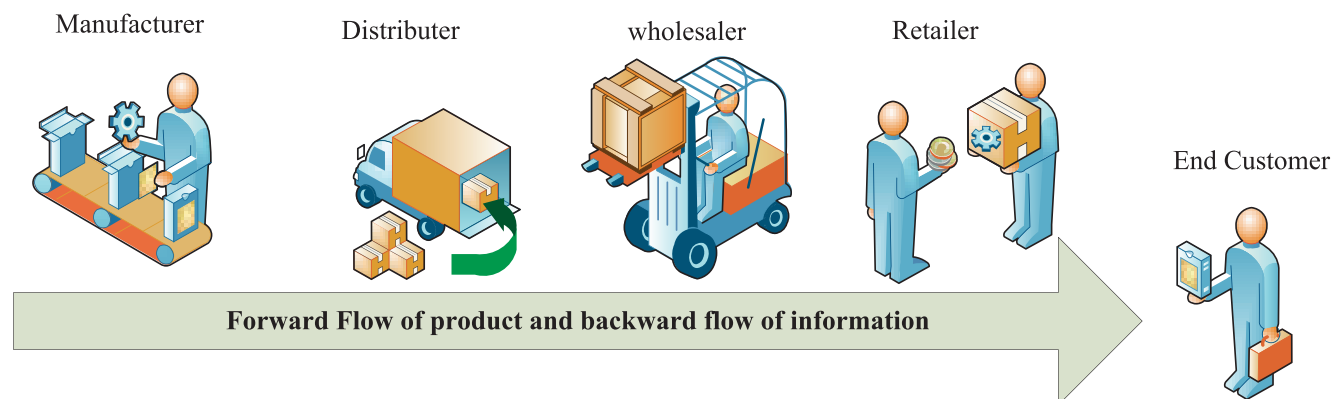 Manufacturer
Distributer
wholesaler
Retailer
End Customer
Forward Flow of product and backward flow of information